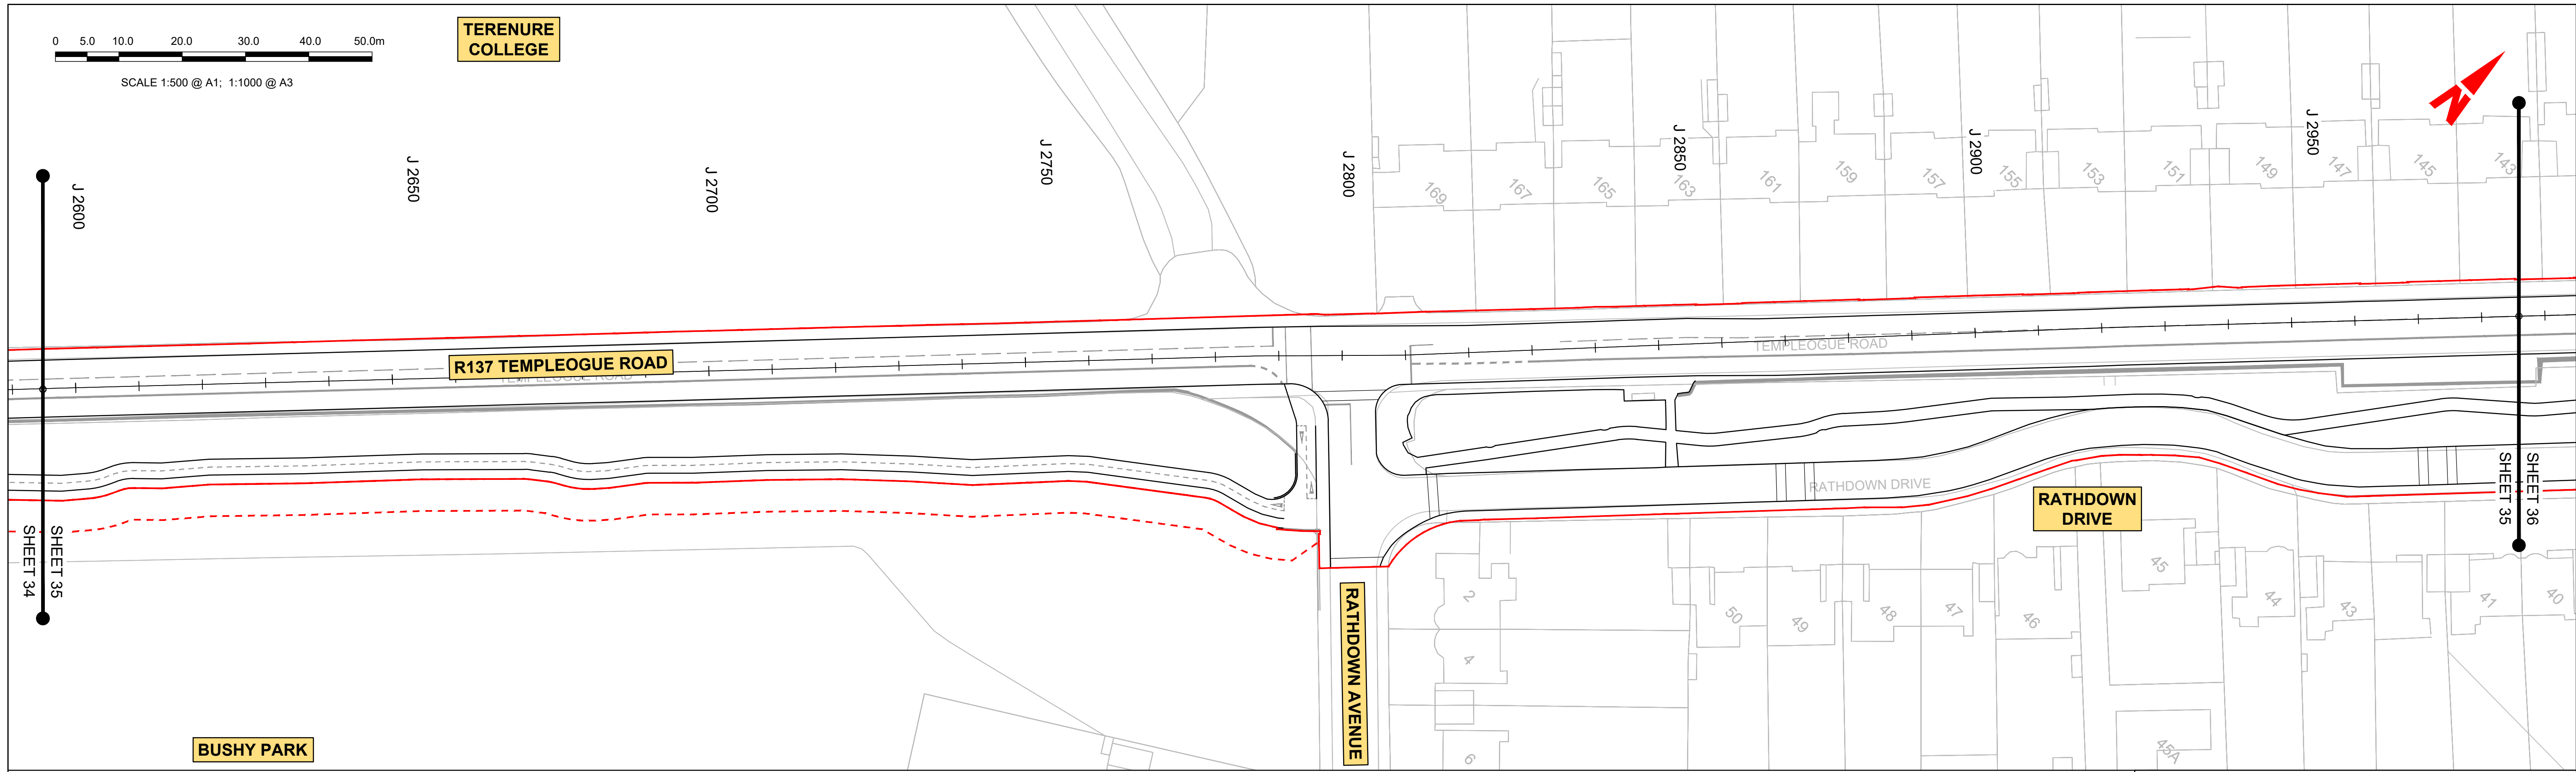 0 5.0 10.0 20.0 30.0 40.0 50.0m
SCALE 1:500 @ A1; 1:1000 @ A3
TERENURE
COLLEGE
N
J 2600
J 2650
J 2700
J 2750
J 2800
J 2850
J 2900
J 2950
169
167
165
163
161
159
157
155
153
151
149
147
145
143
R137 TEMPLEOGUE ROAD
TEMPLEOGUE ROAD
TEMPLEOGUE ROAD
RATHDOWN DRIVE
RATHDOWN
DRIVE
SHEET 35
SHEET 34
SHEET 36
SHEET 35
RATHDOWN AVENUE
2
4
6
50
49
48
47
46
45
44
43
41
40
45A
BUSHY PARK